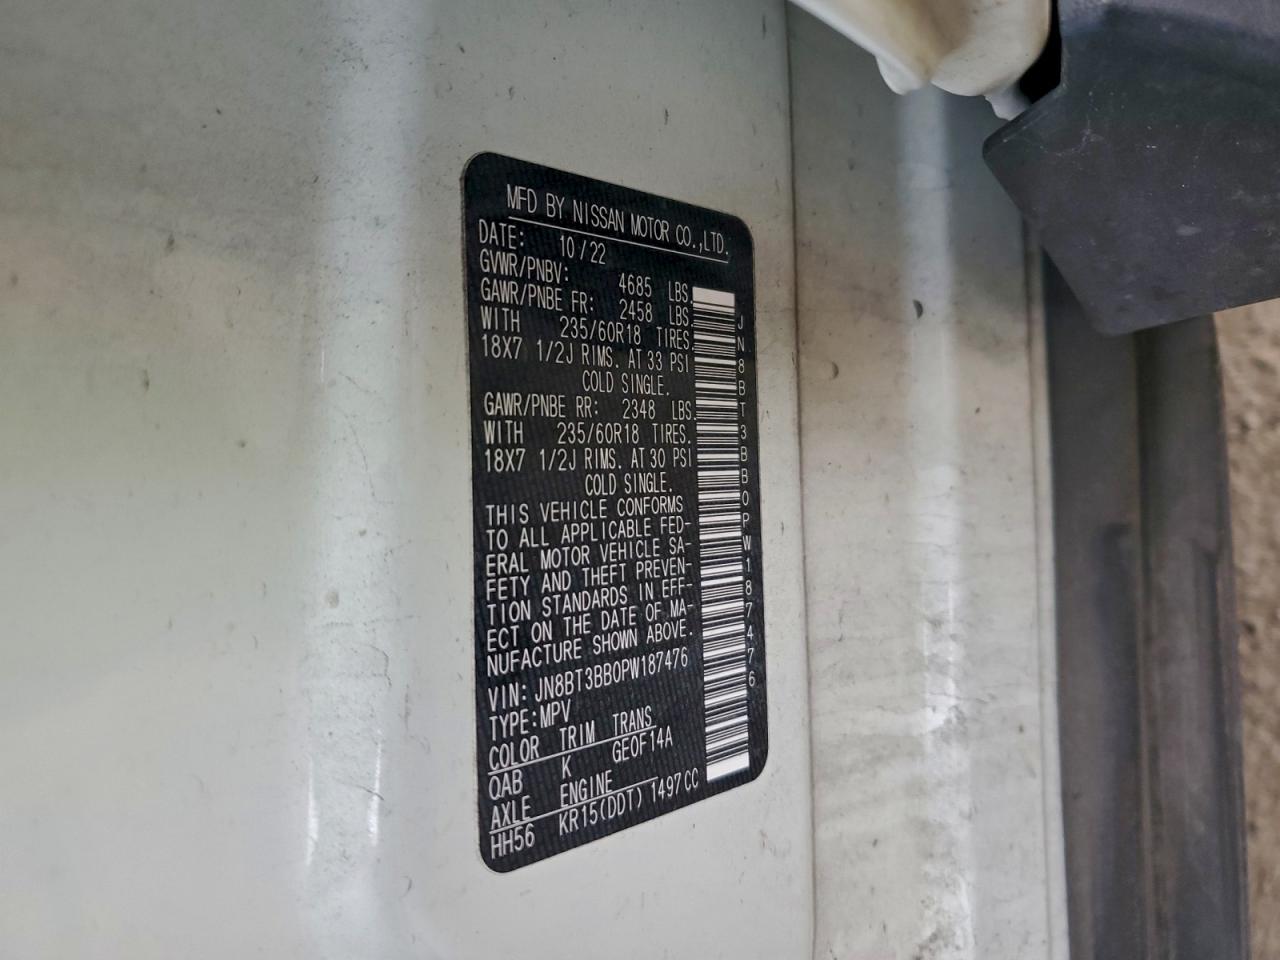 MFD BY NISSAN MOTOR CO.,LTD.
DATE: 10/22
GVWR/PNBV: 4685 LBS.
GAWR/PNBE FR: 2458 LBS.
WITH 235/60R18 TIRES.
18X7 1/2J RIMS. AT 33 PSI
COLD SINGLE.
GAWR/PNBE RR: 2348 LBS.
WITH 235/60R18 TIRES.
18X7 1/2J RIMS. AT 30 PSI
COLD SINGLE.
THIS VEHICLE CONFORMS
TO ALL APPLICABLE FED-
ERAL MOTOR VEHICLE SA-
FETY AND THEFT PREVEN-
TION STANDARDS IN EFF-
ECT ON THE DATE OF MA-
NUFACTURE SHOWN ABOVE.
VIN: JN8BT3BB0PW187476
TYPE:MPV
COLOR TRIM TRANS
QAB K GE0F14A
AXLE ENGINE
HH56 KR15(DDT) 1497CC
JN8BT3BB0PW187476